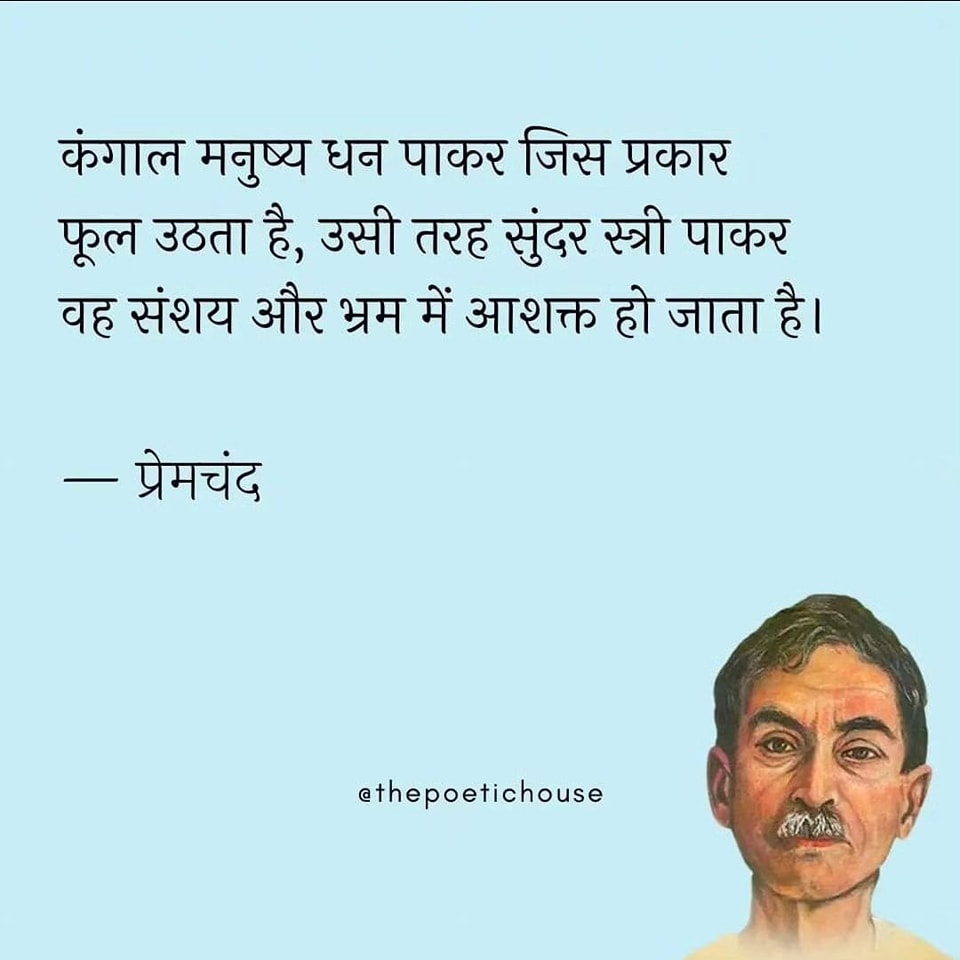 कंगाल मनुष्य धन पाकर जिस प्रकार
फूल उठता है, उसी तरह सुंदर स्त्री पाकर
वह संशय और भ्रम में आशक्त हो जाता है।
— प्रेमचंद
@thepoetichouse